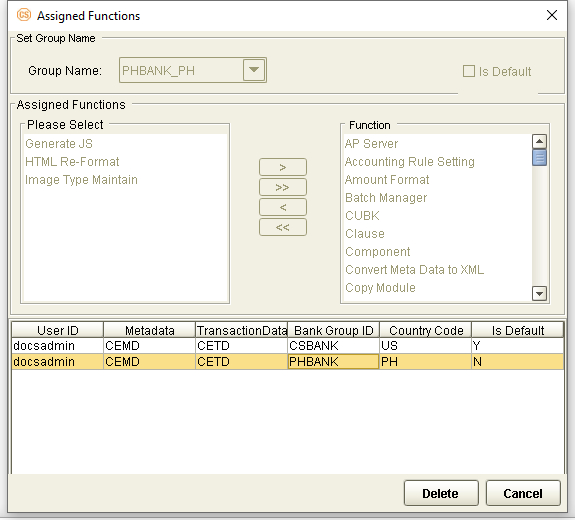 CS Assigned Functions
Set Group Name
Group Name: PHBANK_PH Is Default
Assigned Functions
Please Select
Generate JS
HTML Re-Format
Image Type Maintain
>
>>
<
<<
Function
AP Server
Accounting Rule Setting
Amount Format
Batch Manager
CUBK
Clause
Component
Convert Meta Data to XML
Copy Module
User ID Metadata TransactionData Bank Group ID Country Code Is Default
docsadmin CEMD CETD CSBANK US Y
docsadmin CEMD CETD PHBANK PH N
Delete Cancel